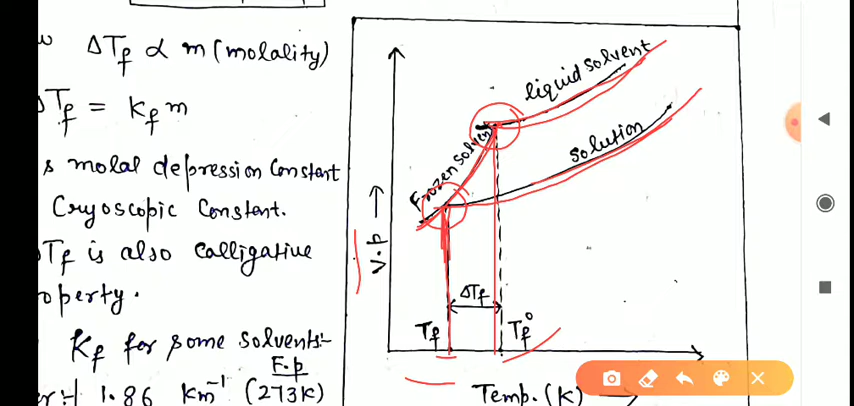 ΔTf ∝ m (molality)
Tf = Kf m
s molal depression Constant
Cryoscopic Constant.
Tf is also Colligative
operty.
Kf for some solvents:-
F.p
1.86 km⁻¹ (273K)
liquid solvent
Frozen solvent
solution
V.p →
ΔTf
Tf
Tf°
Temp. (K)